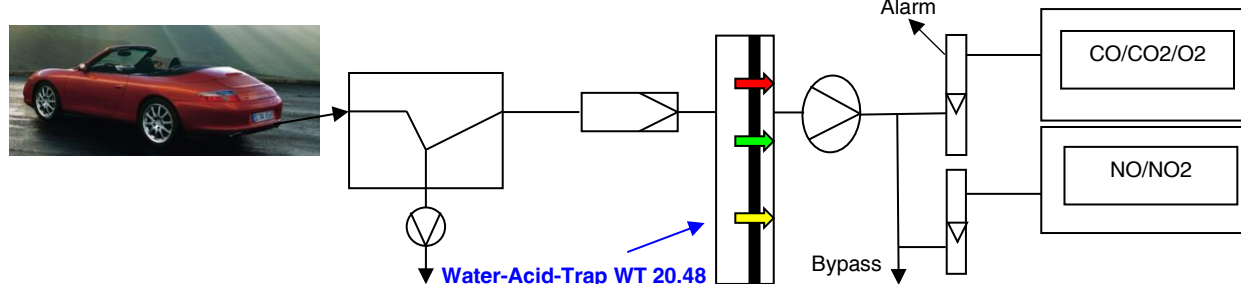 Alarm
CO/CO2/O2
NO/NO2
Bypass
Water-Acid-Trap WT 20.48